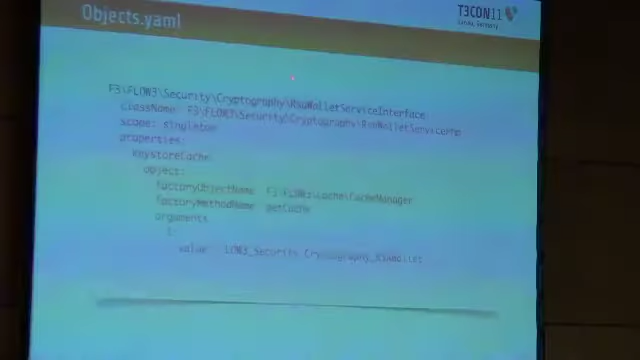 Objects.yaml
T3CON11
F3\FLOW3\Security\Cryptography\RsaWalletServiceInterface
className: F3\FLOW3\Security\Cryptography\RsaWalletServicePhp
scope: singleton
properties:
keystoreCache:
object:
factoryObjectName F3\FLOW3\Cache\CacheManager
factoryMethodName getCache
arguments
1:
value FLOW3_Security_Cryptography_RSAWallet